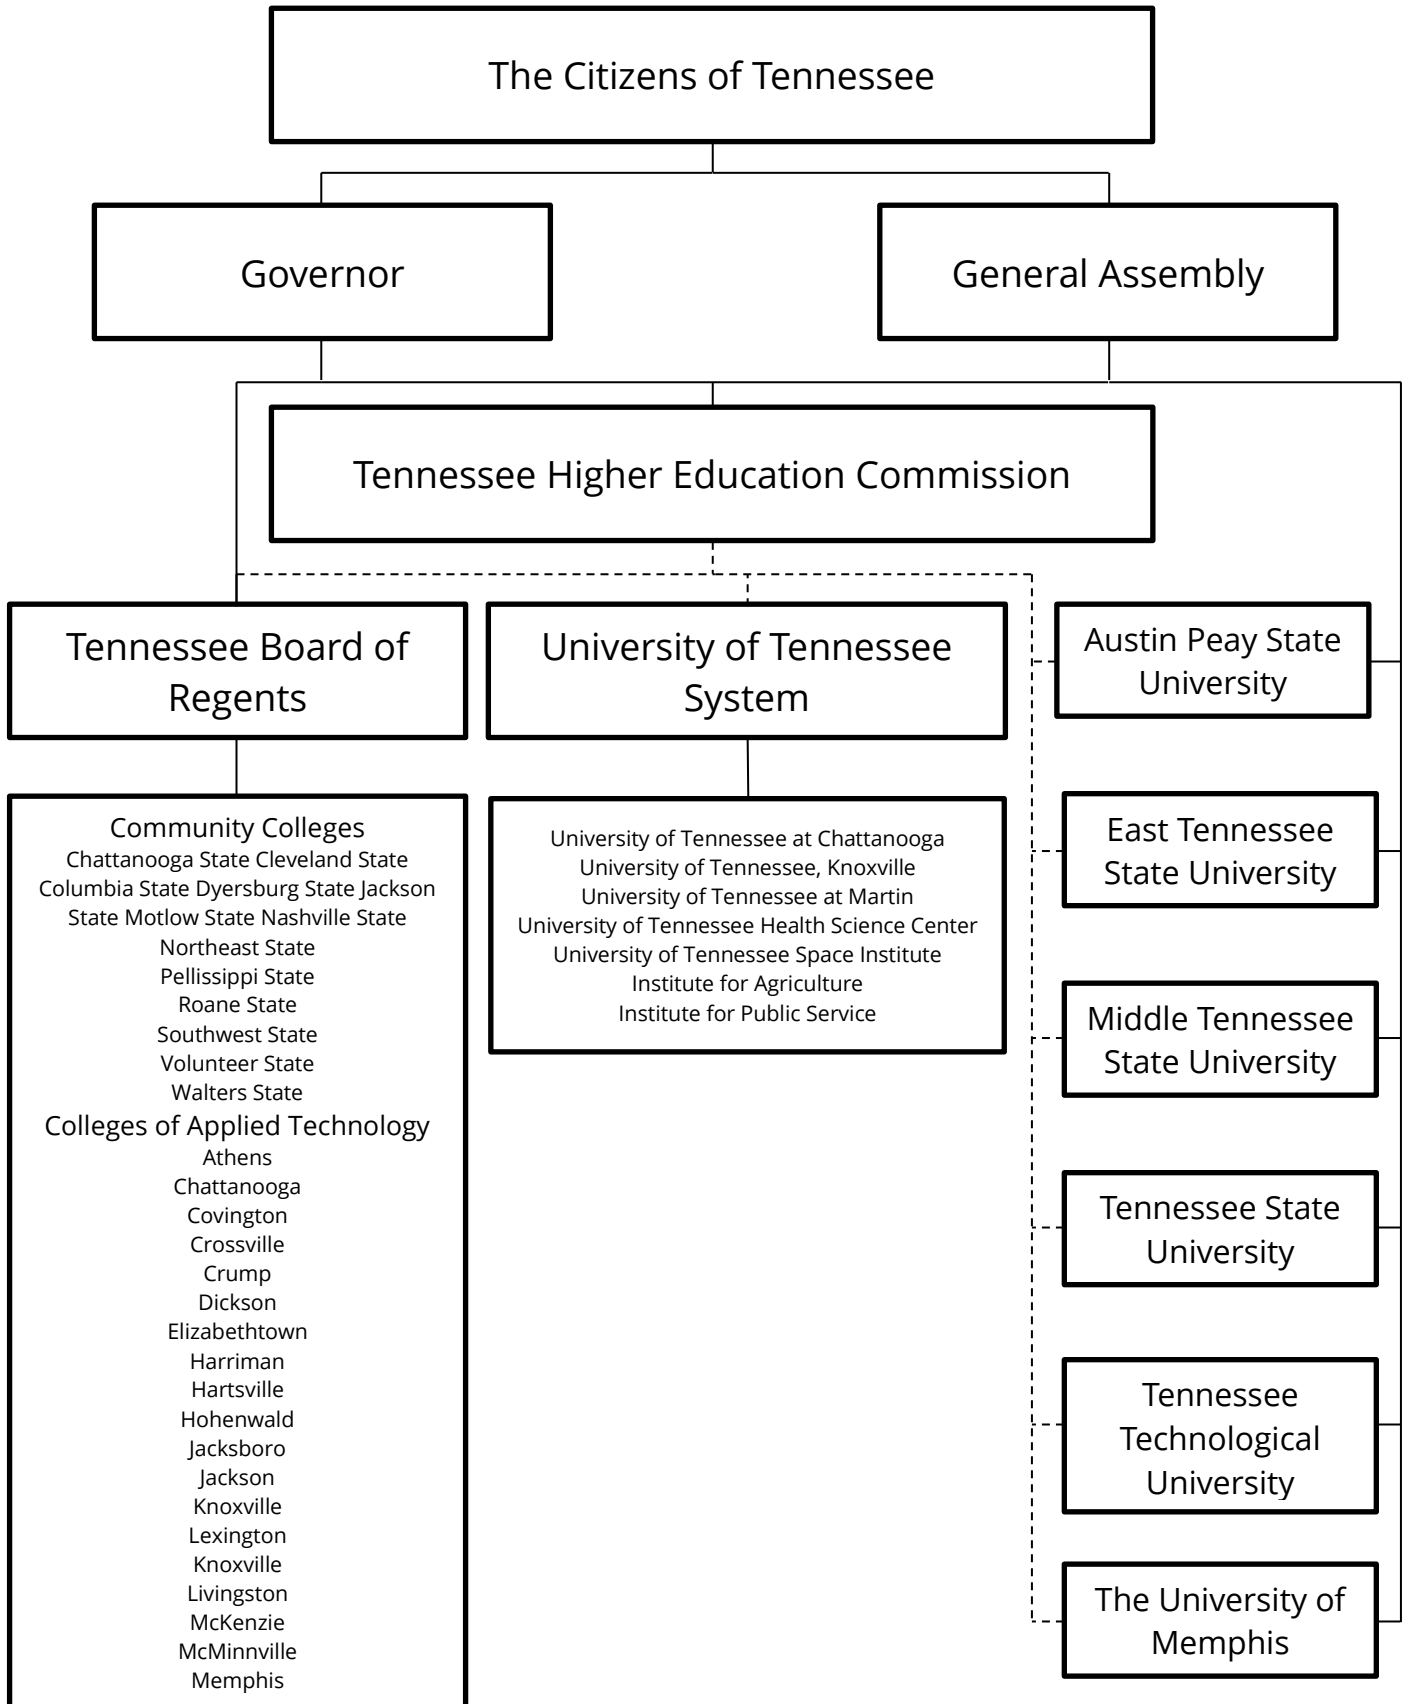 The Citizens of Tennessee
Governor
General Assembly
Tennessee Higher Education Commission
Tennessee Board of
Regents
University of Tennessee
System
Austin Peay State
University
Community Colleges
Chattanooga State Cleveland State
Columbia State Dyersburg State Jackson
State Motlow State Nashville State
Northeast State
Pellissippi State
Roane State
Southwest State
Volunteer State
Walters State
Colleges of Applied Technology
Athens
Chattanooga
Covington
Crossville
Crump
Dickson
Elizabethtown
Harriman
Hartsville
Hohenwald
Jacksboro
Jackson
Knoxville
Lexington
Knoxville
Livingston
McKenzie
McMinnville
Memphis
University of Tennessee at Chattanooga
University of Tennessee, Knoxville
University of Tennessee at Martin
University of Tennessee Health Science Center
University of Tennessee Space Institute
Institute for Agriculture
Institute for Public Service
East Tennessee
State University
Middle Tennessee
State University
Tennessee State
University
Tennessee
Technological
University
The University of
Memphis